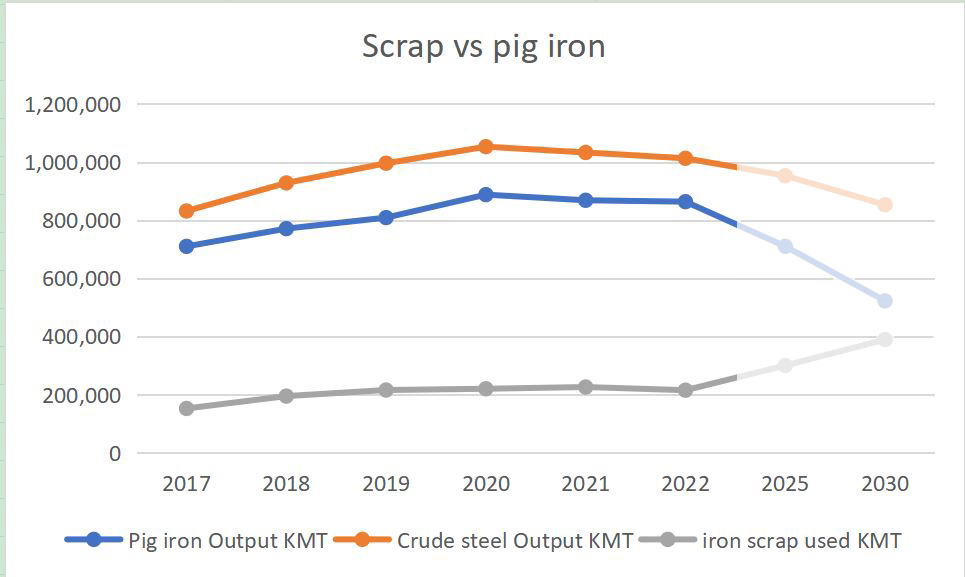 Scrap vs pig iron
1,200,000
1,000,000
800,000
600,000
400,000
200,000
0
2017 2018 2019 2020 2021 2022 2025 2030
Pig iron Output KMT Crude steel Output KMT iron scrap used KMT